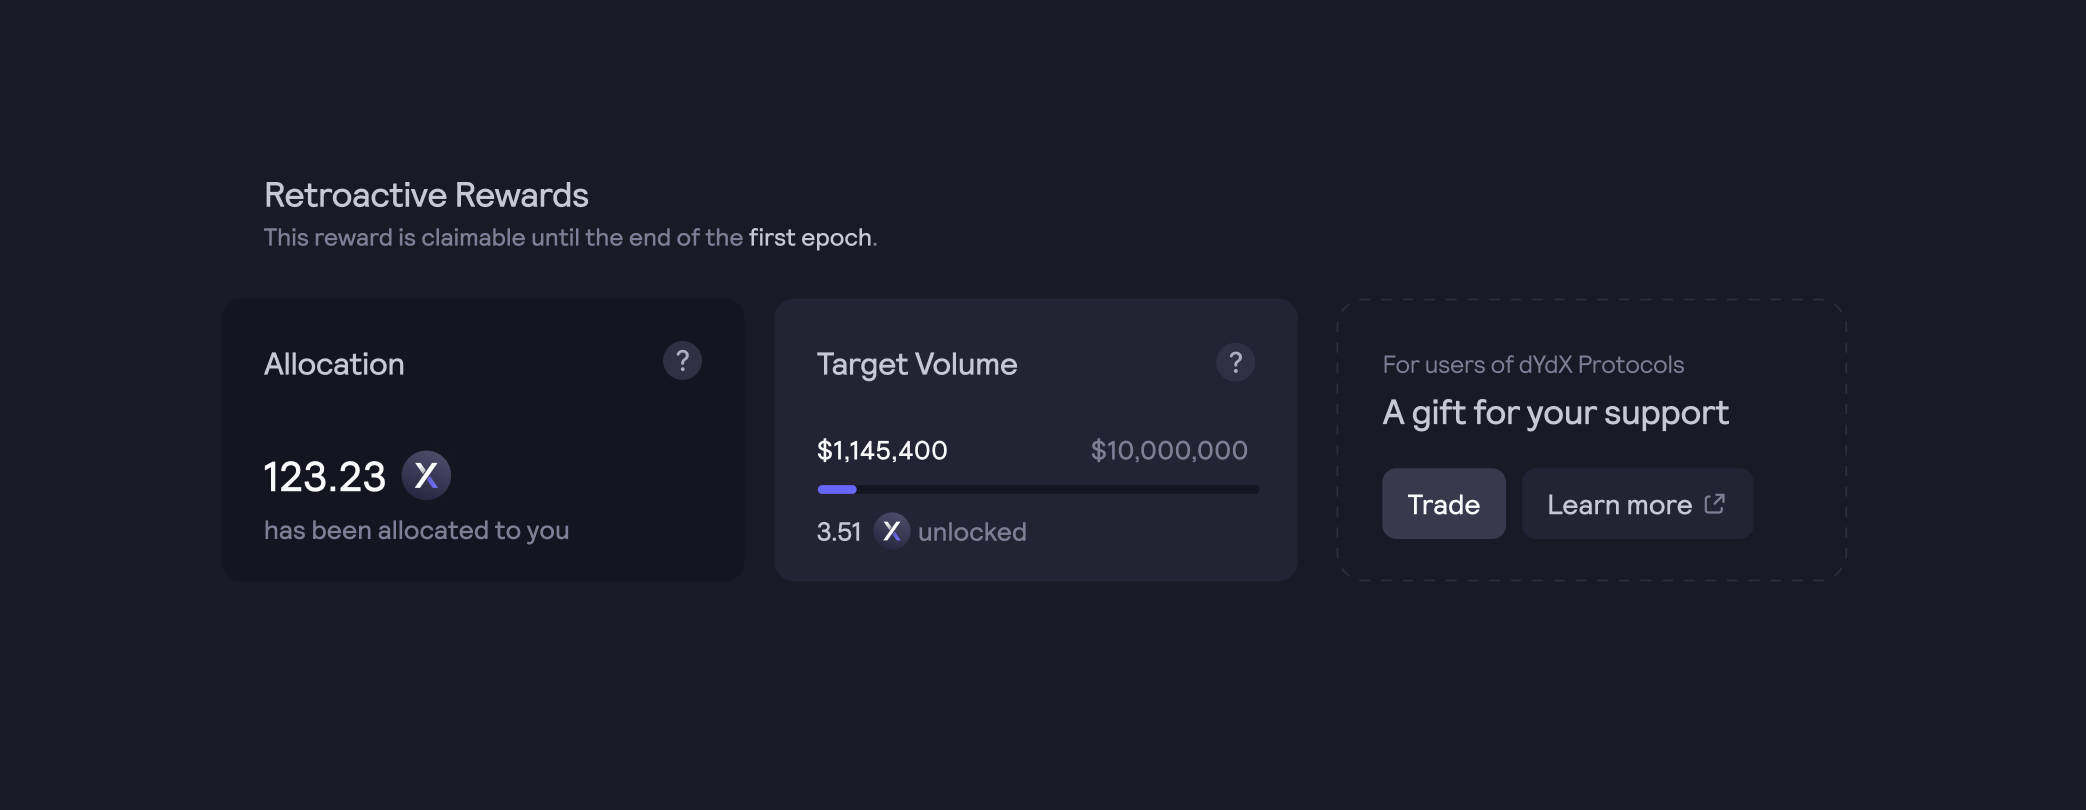 Retroactive Rewards
This reward is claimable until the end of the first epoch.
Allocation ?
123.23 X
has been allocated to you
Target Volume ?
$1,145,400 $10,000,000
3.51 X unlocked
For users of dYdX Protocols
A gift for your support
Trade Learn more